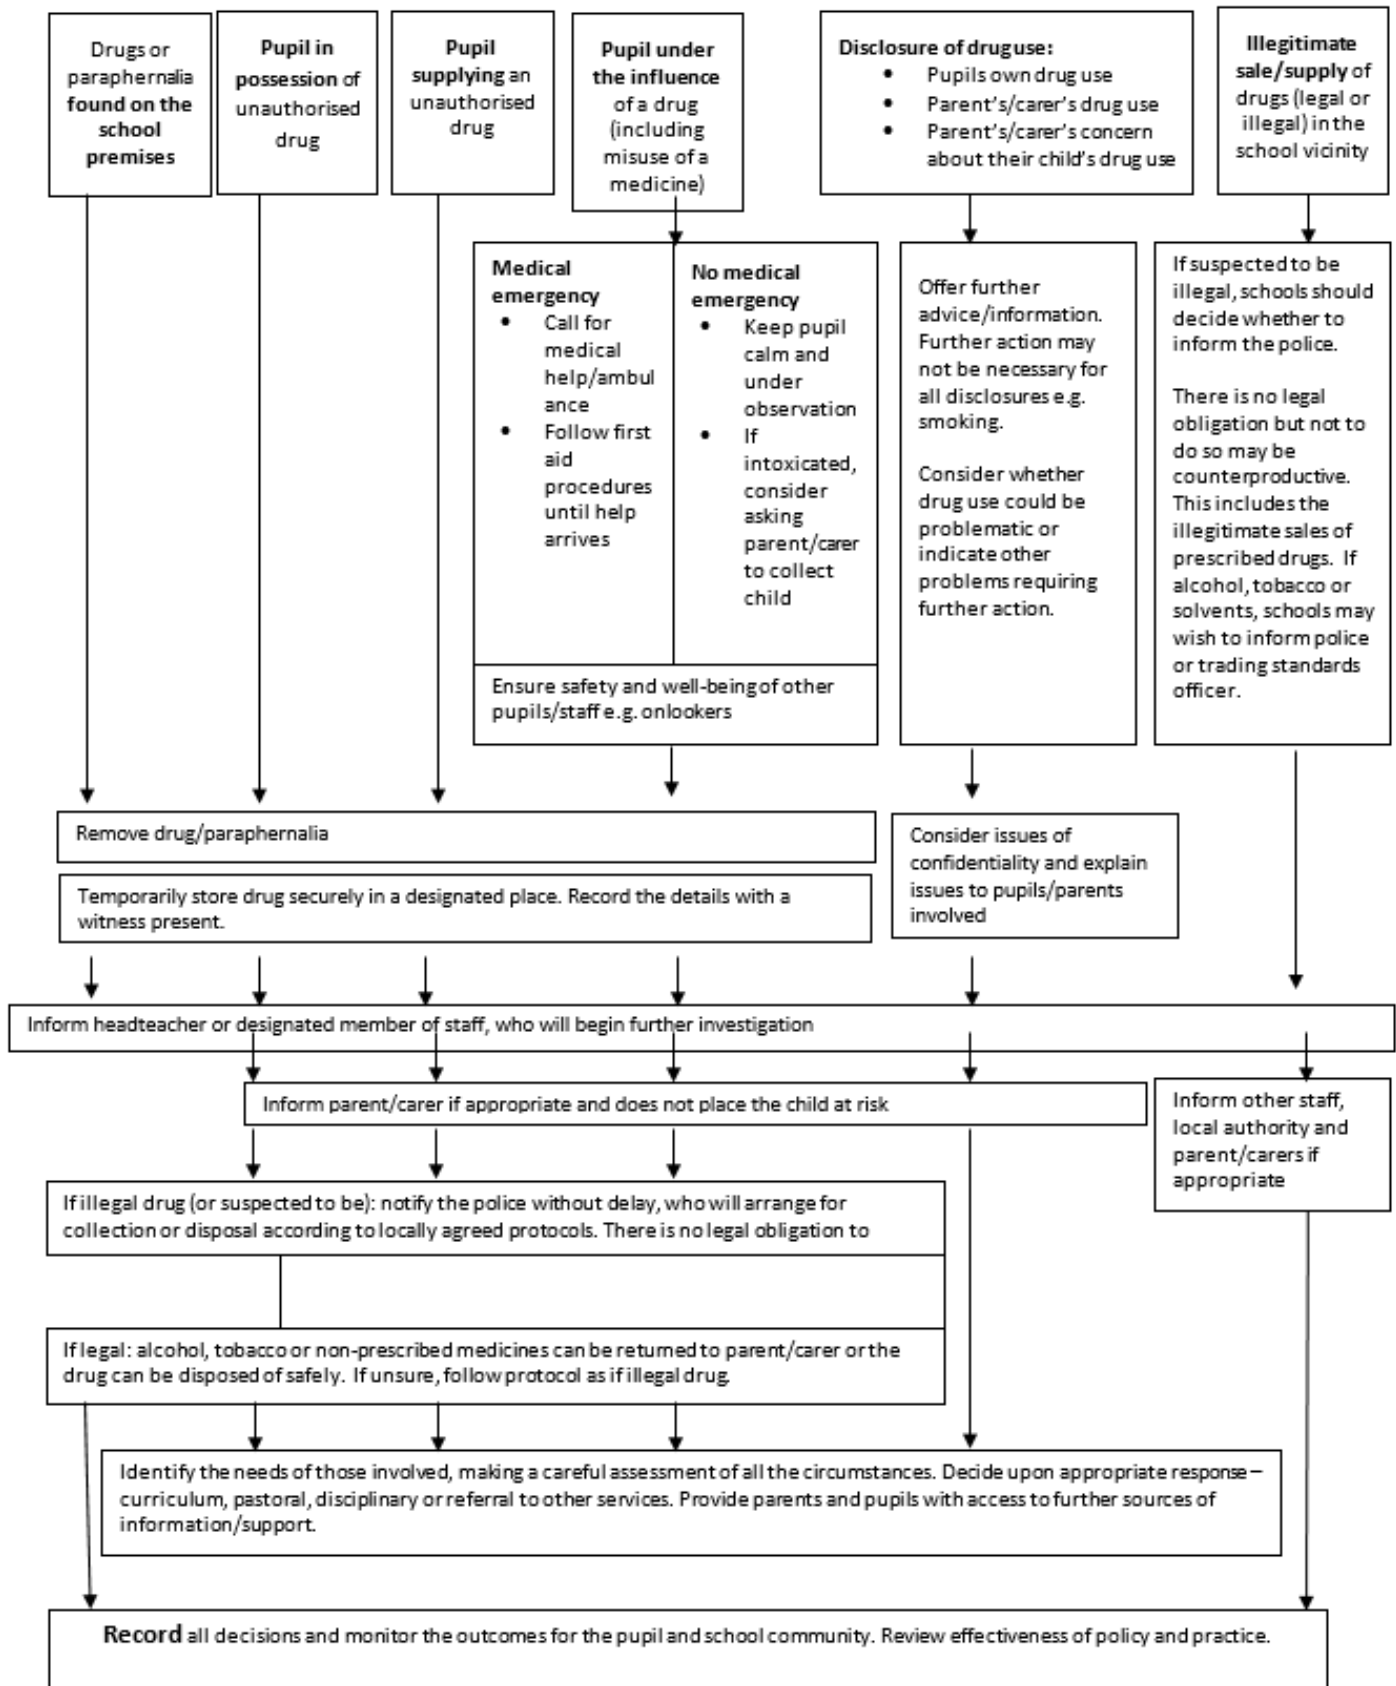 Drugs or
paraphernalia
found on the
school
premises
Pupil in
possession of
unauthorised
drug
Pupil
supplying an
unauthorised
drug
Pupil under
the influence
of a drug
(including
misuse of a
medicine)
Disclosure of drug use:
• Pupils own drug use
• Parent's/carer's drug use
• Parent's/carer's concern
about their child's drug use
Illegitimate
sale/supply of
drugs (legal or
illegal) in the
school vicinity
Medical
emergency
• Call for
medical
help/ambul
ance
• Follow first
aid
procedures
until help
arrives
No medical
emergency
• Keep pupil
calm and
under
observation
• If
intoxicated,
consider
asking
parent/carer
to collect
child
Ensure safety and well-being of other
pupils/staff e.g. onlookers
Offer further
advice/information.
Further action may
not be necessary for
all disclosures e.g.
smoking.
Consider whether
drug use could be
problematic or
indicate other
problems requiring
further action.
If suspected to be
illegal, schools should
decide whether to
inform the police.
There is no legal
obligation but not to
do so may be
counterproductive.
This includes the
illegitimate sales of
prescribed drugs. If
alcohol, tobacco or
solvents, schools may
wish to inform police
or trading standards
officer.
Remove drug/paraphernalia
Temporarily store drug securely in a designated place. Record the details with a
witness present.
Consider issues of
confidentiality and explain
issues to pupils/parents
involved
Inform headteacher or designated member of staff, who will begin further investigation
Inform parent/carer if appropriate and does not place the child at risk
Inform other staff,
local authority and
parent/carers if
appropriate
If illegal drug (or suspected to be): notify the police without delay, who will arrange for
collection or disposal according to locally agreed protocols. There is no legal obligation to
If legal: alcohol, tobacco or non-prescribed medicines can be returned to parent/carer or the
drug can be disposed of safely. If unsure, follow protocol as if illegal drug.
Identify the needs of those involved, making a careful assessment of all the circumstances. Decide upon appropriate response –
curriculum, pastoral, disciplinary or referral to other services. Provide parents and pupils with access to further sources of
information/support.
Record all decisions and monitor the outcomes for the pupil and school community. Review effectiveness of policy and practice.